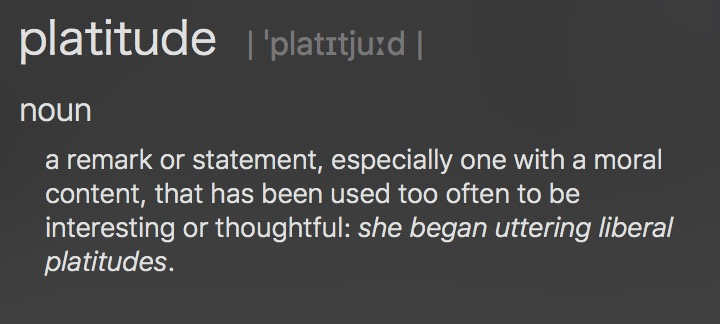 platitude | ˈplatɪtjuːd |
noun
a remark or statement, especially one with a moral
content, that has been used too often to be
interesting or thoughtful: she began uttering liberal
platitudes.